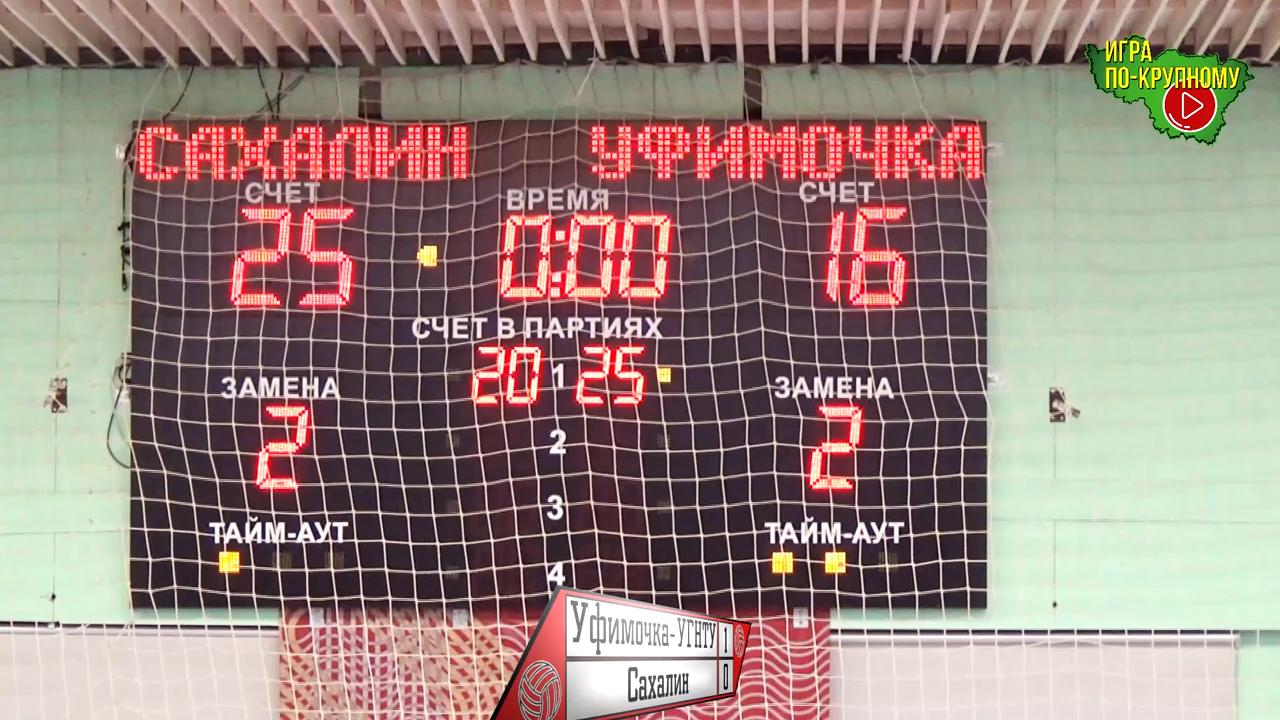 ИГРА
ПО-КРУПНОМУ
САХАЛИН УФИМОЧКА
СЧЕТ ВРЕМЯ СЧЕТ
25 0:00 16
СЧЕТ В ПАРТИЯХ
20 1 25
ЗАМЕНА ЗАМЕНА
2 2 2
3
ТАЙМ-АУТ ТАЙМ-АУТ
4
Уфимочка-УГНТУ 1
Сахалин 0